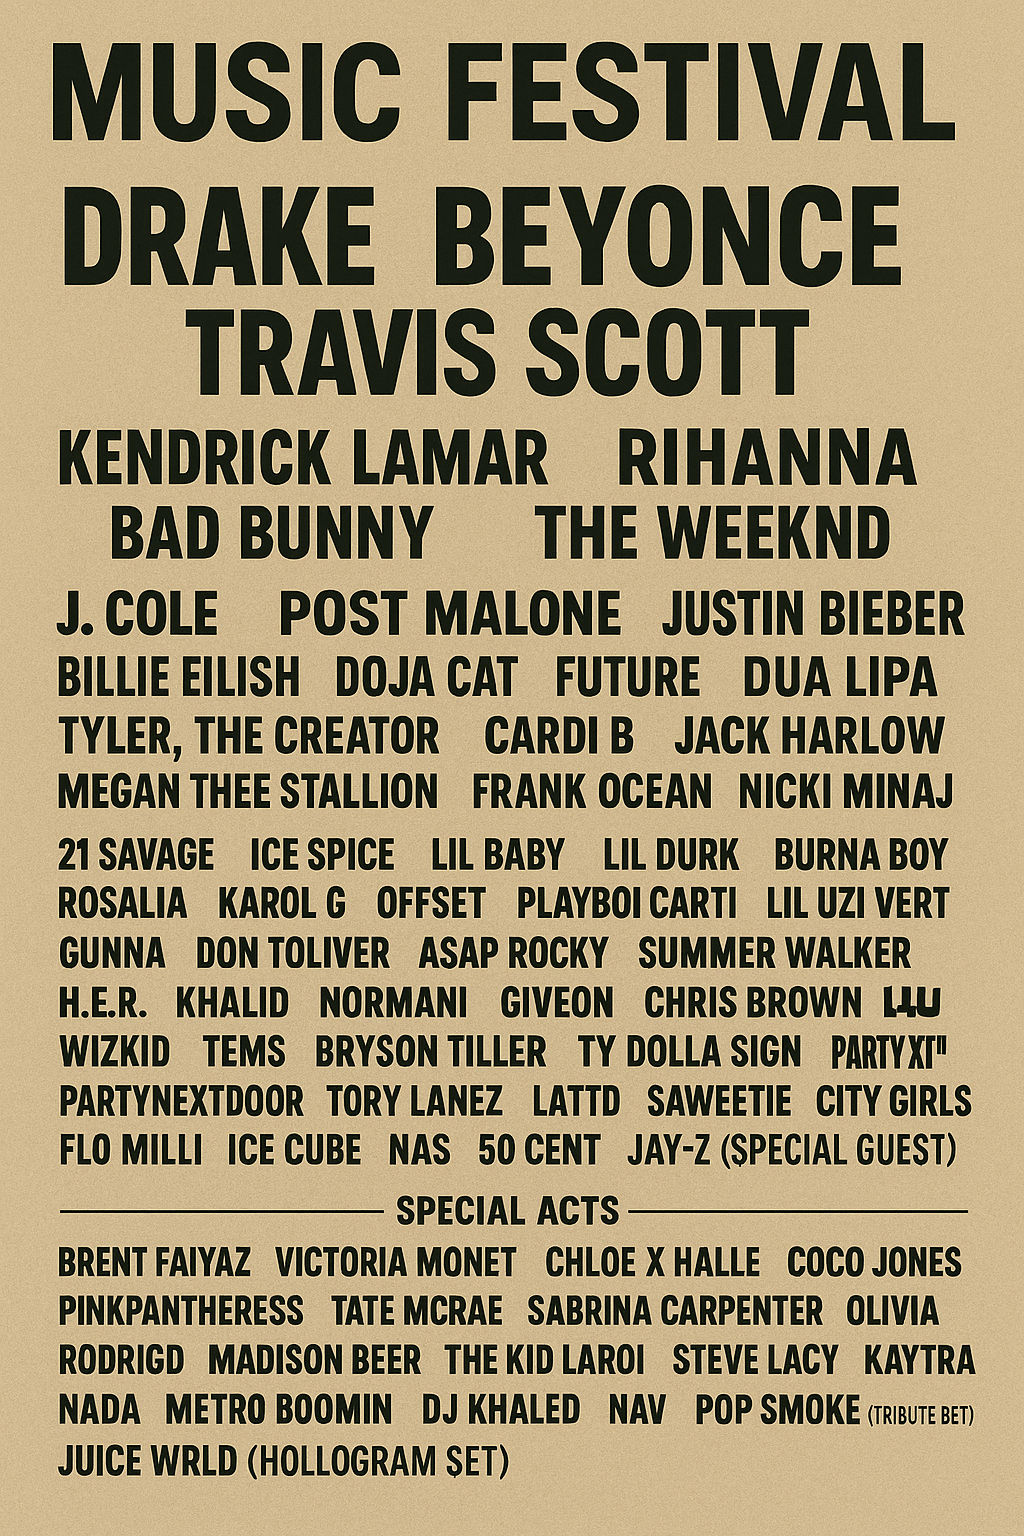 MUSIC FESTIVAL
DRAKE BEYONCE
TRAVIS SCOTT
KENDRICK LAMAR RIHANNA
BAD BUNNY THE WEEKND
J. COLE POST MALONE JUSTIN BIEBER
BILLIE EILISH DOJA CAT FUTURE DUA LIPA
TYLER, THE CREATOR CARDI B JACK HARLOW
MEGAN THEE STALLION FRANK OCEAN NICKI MINAJ
21 SAVAGE ICE SPICE LIL BABY LIL DURK BURNA BOY
ROSALIA KAROL G OFFSET PLAYBOI CARTI LIL UZI VERT
GUNNA DON TOLIVER ASAP ROCKY SUMMER WALKER
H.E.R. KHALID NORMANI GIVEON CHRIS BROWN
WIZKID TEMS BRYSON TILLER TY DOLLA SIGN
PARTYNEXTDOOR TORY LANEZ LATTD SAWEETIE CITY GIRLS
FLO MILLI ICE CUBE NAS 50 CENT JAY-Z ($PECIAL GUEST)
SPECIAL ACTS
BRENT FAIYAZ VICTORIA MONET CHLOE X HALLE COCO JONES
PINKPANTHERESS TATE MCRAE SABRINA CARPENTER OLIVIA
RODRIGD MADISON BEER THE KID LAROI STEVE LACY KAYTRA
NADA METRO BOOMIN DJ KHALED NAV POP SMOKE (TRIBUTE BET)
JUICE WRLD (HOLLOGRAM SET)